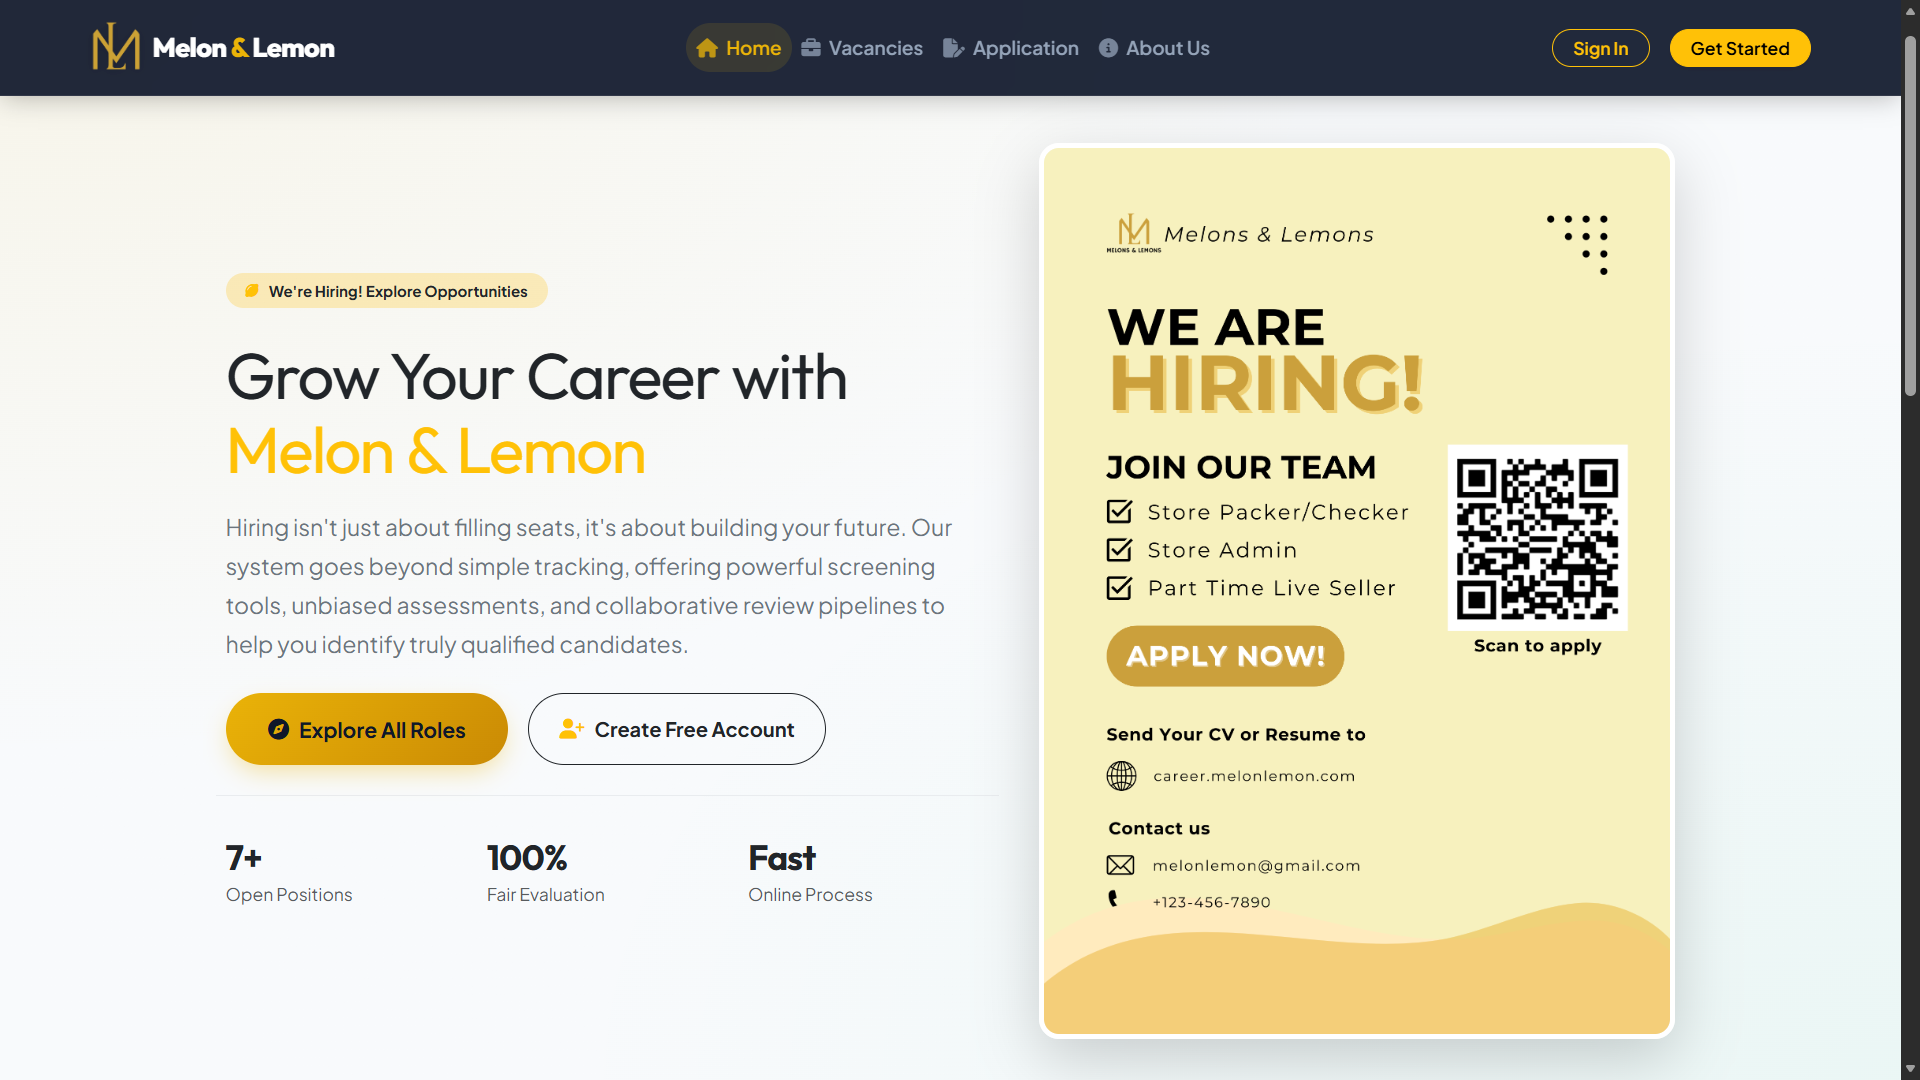 Melon & Lemon
Home
Vacancies
Application
About Us
Sign In
Get Started
We're Hiring! Explore Opportunities
Grow Your Career with
Melon & Lemon
Hiring isn't just about filling seats, it's about building your future. Our
system goes beyond simple tracking, offering powerful screening
tools, unbiased assessments, and collaborative review pipelines to
help you identify truly qualified candidates.
Explore All Roles
Create Free Account
7+
Open Positions
100%
Fair Evaluation
Fast
Online Process
MELONS & LEMONS
Melons & Lemons
WE ARE
HIRING!
JOIN OUR TEAM
Store Packer/Checker
Store Admin
Part Time Live Seller
Scan to apply
APPLY NOW!
Send Your CV or Resume to
career.melonlemon.com
Contact us
melonlemon@gmail.com
+123-456-7890